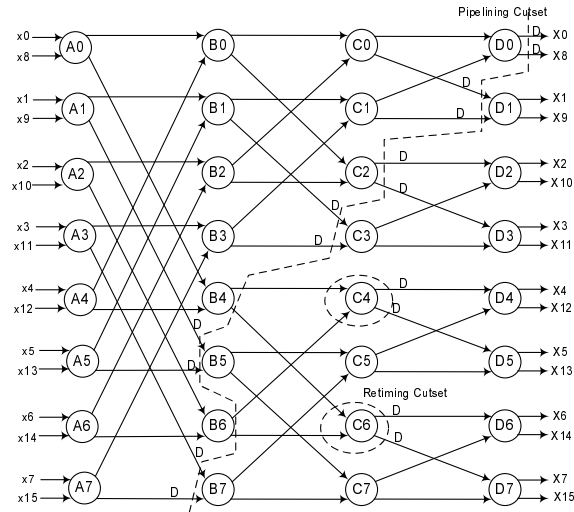 Pipelining Cutset
x0 A0 B0 C0 D0 D X0
x8 D X8
D
x1 A1 B1 C1 D1 X1
x9 D X9
D
x2 A2 B2 C2 D2 X2
x10 D X10
D
x3 A3 B3 C3 D3 X3
x11 D X11
x4 A4 B4 C4 D D4 X4
x12 D X12
D
x5 A5 B5 C5 D5 X5
x13 D X13
Retiming Cutset
x6 A6 B6 C6 D D6 X6
x14 D X14
D
x7 A7 B7 C7 D7 X7
x15 D X15